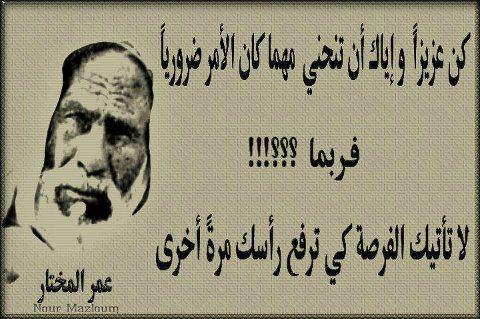 كن عزيزاً وإياك أن تنحني مهما كان الأمر ضرورياً
فربما ؟؟؟!!!
لا تأتيك الفرصة كي ترفع رأسك مرةً أخرى
عمر المختار
Nour Mazloum